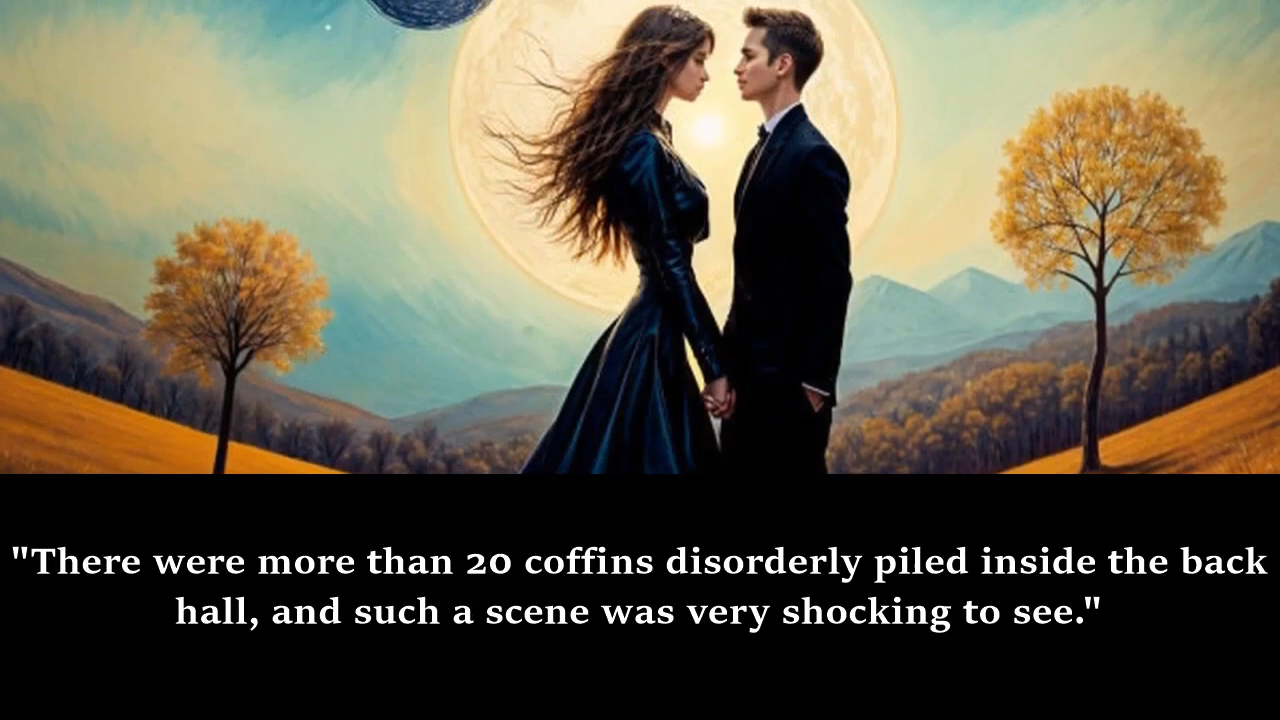 "There were more than 20 coffins disorderly piled inside the back
hall, and such a scene was very shocking to see."